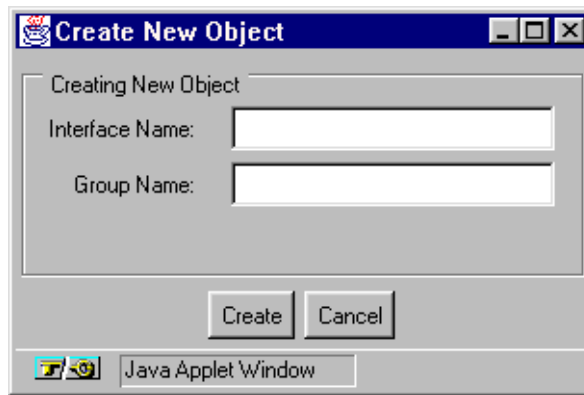 Create New Object
Creating New Object
Interface Name:
Group Name:
Create Cancel
Java Applet Window